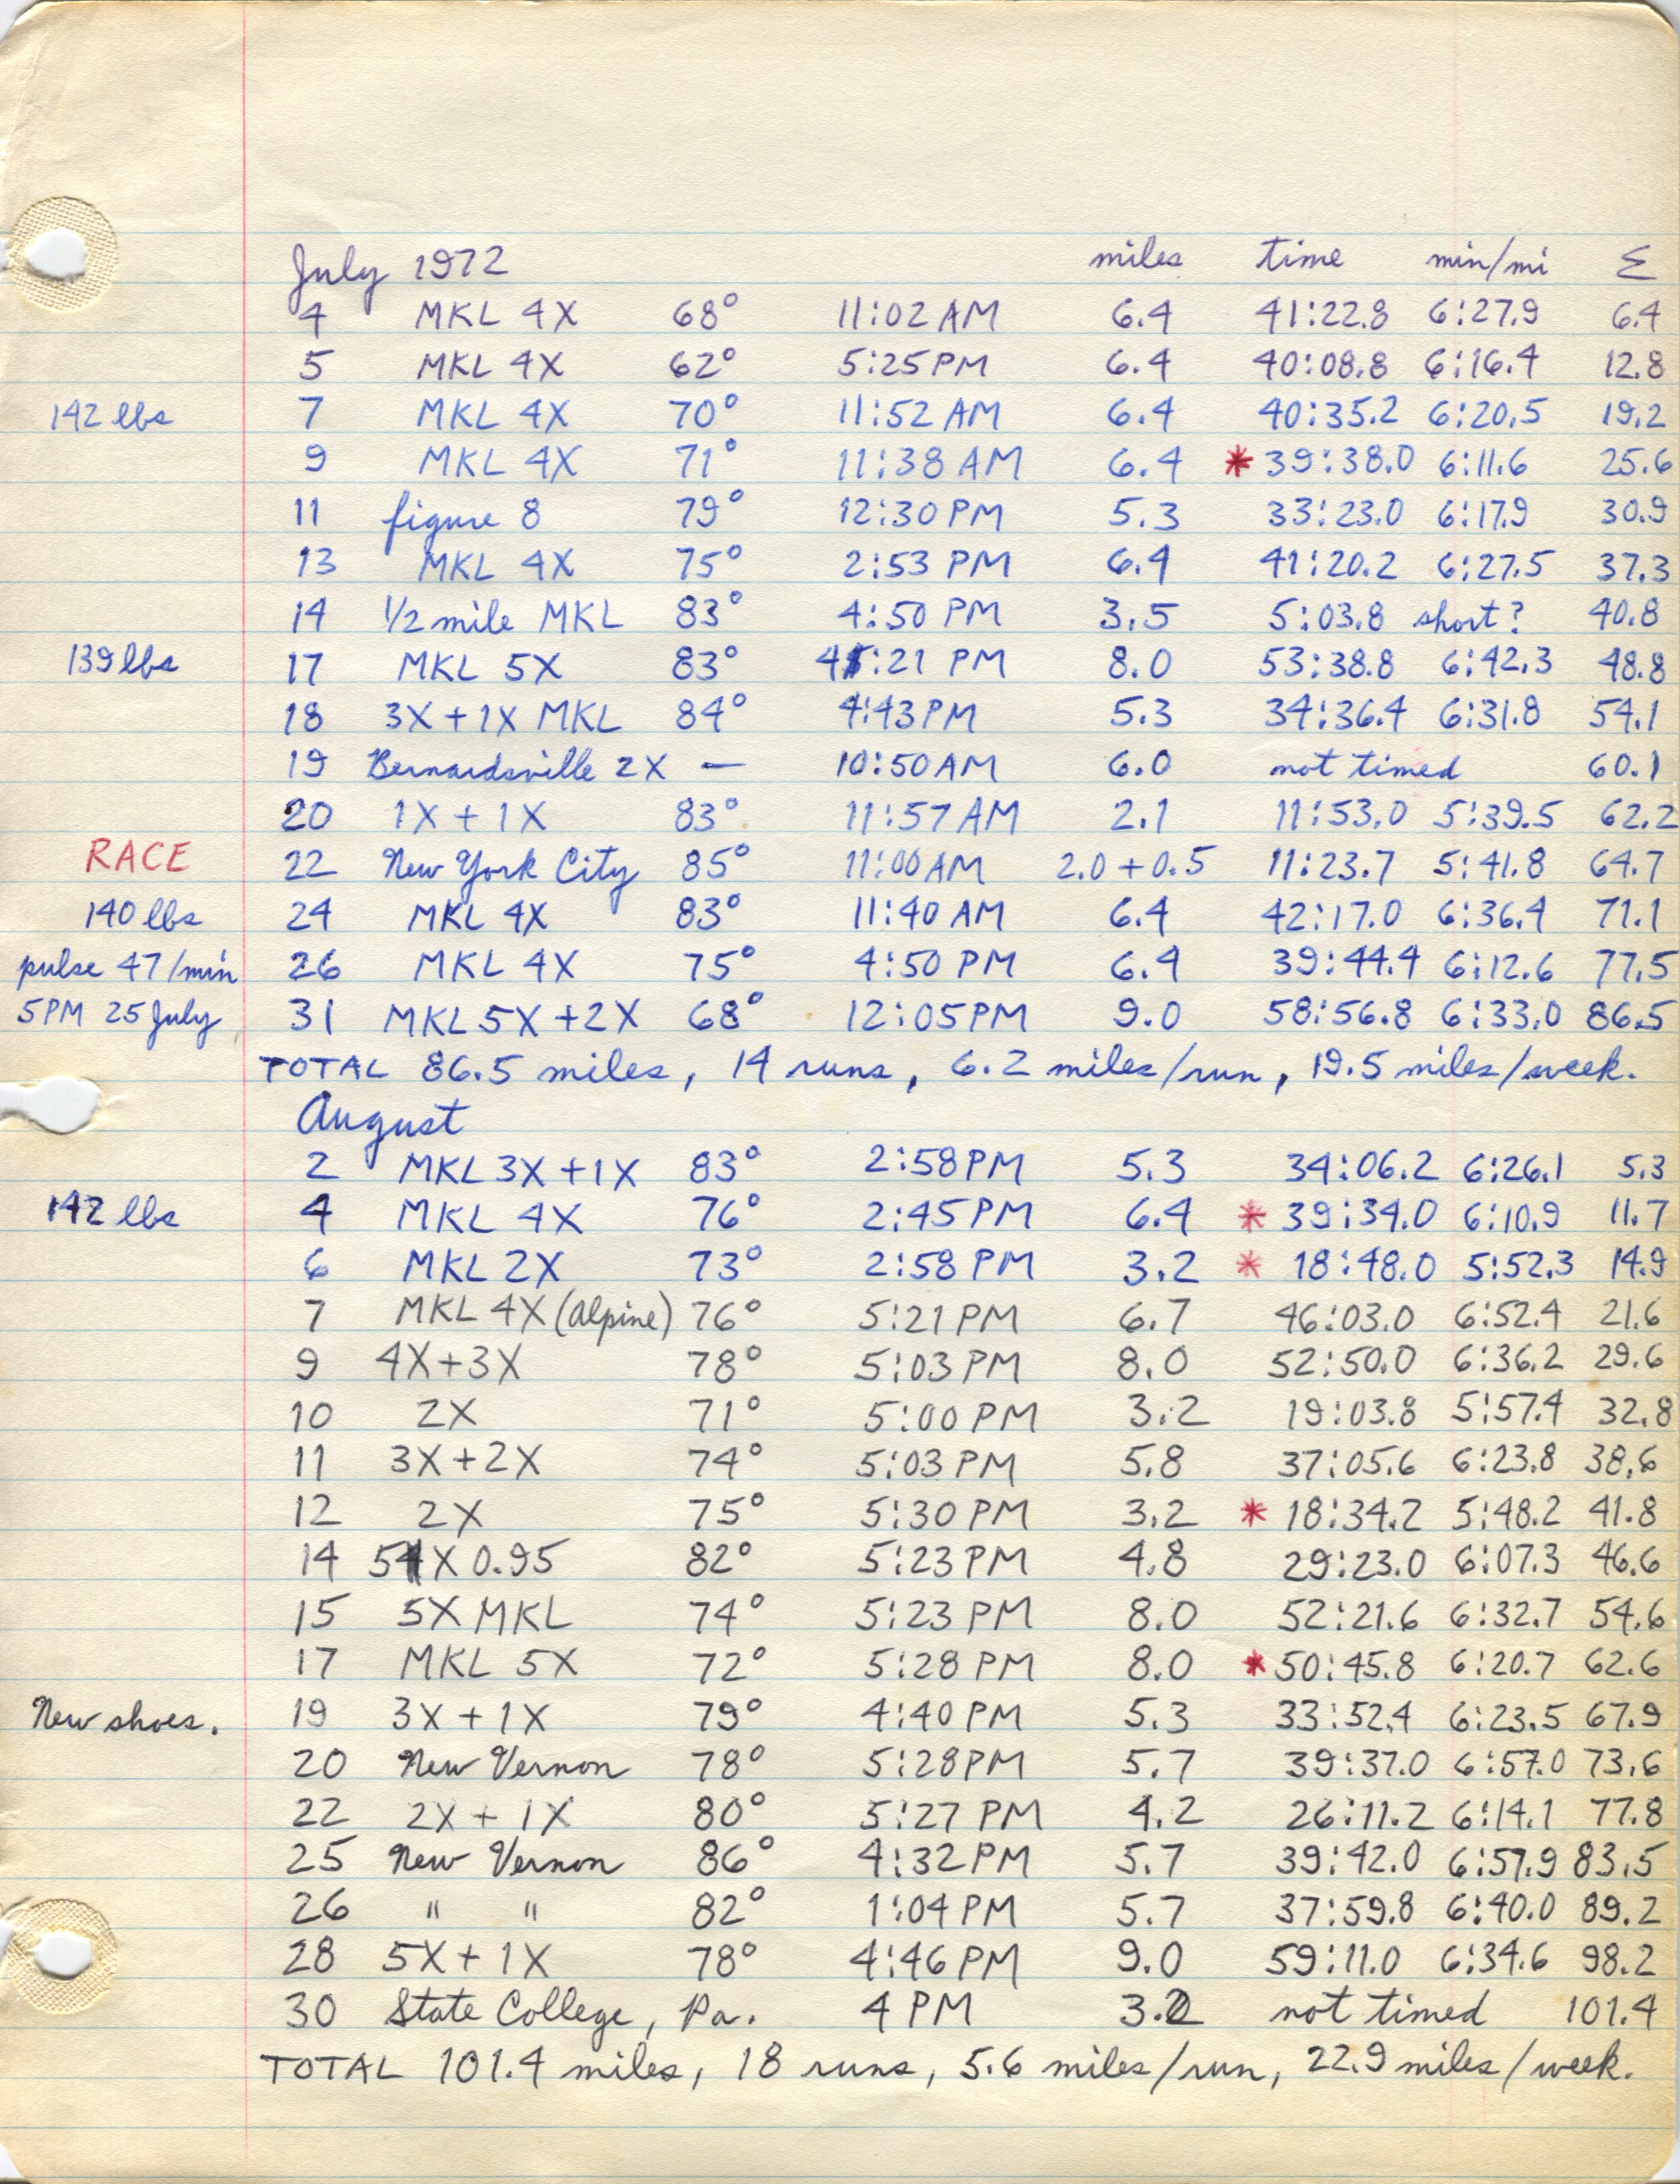 July 1972 miles time min/mi Σ
4 MKL 4X 68° 11:02 AM 6.4 41:22.8 6:27.9 6.4
5 MKL 4X 62° 5:25 PM 6.4 40:08.8 6:16.4 12.8
142 lbs 7 MKL 4X 70° 11:52 AM 6.4 40:35.2 6:20.5 19.2
9 MKL 4X 71° 11:38 AM 6.4 * 39:38.0 6:11.6 25.6
11 figure 8 79° 12:30 PM 5.3 33:23.0 6:17.9 30.9
13 MKL 4X 75° 2:53 PM 6.4 41:20.2 6:27.5 37.3
14 1/2 mile MKL 83° 4:50 PM 3.5 5:03.8 short? 40.8
139 lbs 17 MKL 5X 83° 4:21 PM 8.0 53:38.8 6:42.3 48.8
18 3X + 1X MKL 84° 4:43 PM 5.3 34:36.4 6:31.8 54.1
19 Bernardsville 2X — 10:50 AM 6.0 not timed 60.1
20 1X + 1X 83° 11:57 AM 2.1 11:53.0 5:39.5 62.2
RACE 22 New York City 85° 11:00 AM 2.0 + 0.5 11:23.7 5:41.8 64.7
140 lbs 24 MKL 4X 83° 11:40 AM 6.4 42:17.0 6:36.4 71.1
pulse 47/min 26 MKL 4X 75° 4:50 PM 6.4 39:44.4 6:12.6 77.5
5PM 25 July 31 MKL 5X + 2X 68° 12:05 PM 9.0 58:56.8 6:33.0 86.5
TOTAL 86.5 miles, 14 runs, 6.2 miles/run, 19.5 miles/week.
August
2 MKL 3X + 1X 83° 2:58 PM 5.3 34:06.2 6:26.1 5.3
142 lbs 4 MKL 4X 76° 2:45 PM 6.4 * 39:34.0 6:10.9 11.7
6 MKL 2X 73° 2:58 PM 3.2 * 18:48.0 5:52.3 14.9
7 MKL 4X (alpine) 76° 5:21 PM 6.7 46:03.0 6:52.4 21.6
9 4X + 3X 78° 5:03 PM 8.0 52:50.0 6:36.2 29.6
10 2X 71° 5:00 PM 3.2 19:03.8 5:57.4 32.8
11 3X + 2X 74° 5:03 PM 5.8 37:05.6 6:23.8 38.6
12 2X 75° 5:30 PM 3.2 * 18:34.2 5:48.2 41.8
14 5X 0.95 82° 5:23 PM 4.8 29:23.0 6:07.3 46.6
15 5X MKL 74° 5:23 PM 8.0 52:21.6 6:32.7 54.6
17 MKL 5X 72° 5:28 PM 8.0 * 50:45.8 6:20.7 62.6
New shoes. 19 3X + 1X 79° 4:40 PM 5.3 33:52.4 6:23.5 67.9
20 New Vernon 78° 5:28 PM 5.7 39:37.0 6:57.0 73.6
22 2X + 1X 80° 5:27 PM 4.2 26:11.2 6:14.1 77.8
25 New Vernon 86° 4:32 PM 5.7 39:42.0 6:57.9 83.5
26 " " 82° 1:04 PM 5.7 37:59.8 6:40.0 89.2
28 5X + 1X 78° 4:46 PM 9.0 59:11.0 6:34.6 98.2
30 State College, Pa. 4 PM 3.2 not timed 101.4
TOTAL 101.4 miles, 18 runs, 5.6 miles/run, 22.9 miles/week.